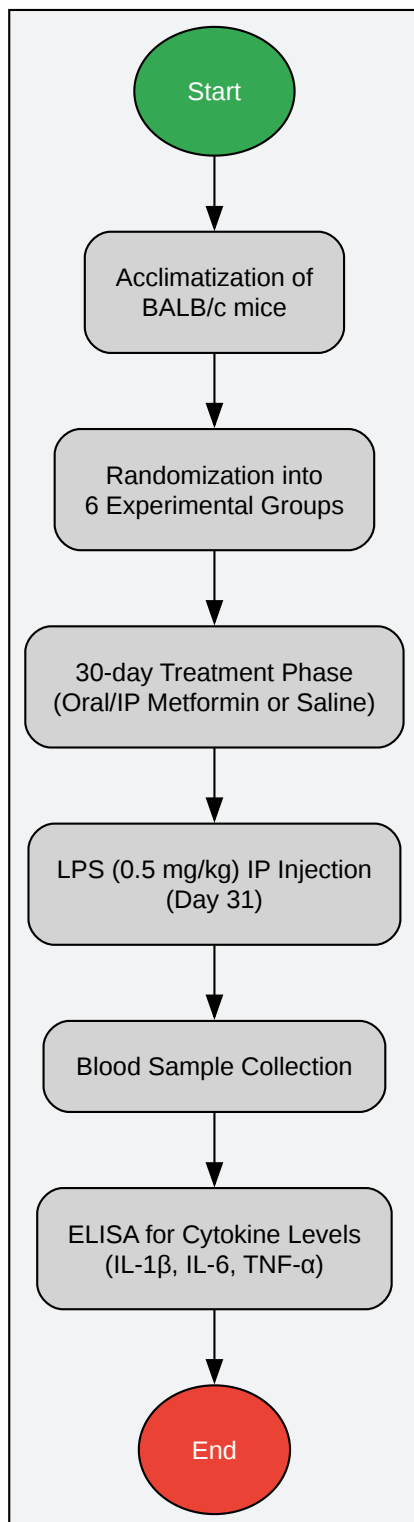 Start
Acclimatization of
BALB/c mice
Randomization into
6 Experimental Groups
30-day Treatment Phase
(Oral/IP Metformin or Saline)
LPS (0.5 mg/kg) IP Injection
(Day 31)
Blood Sample Collection
ELISA for Cytokine Levels
(IL-1β, IL-6, TNF-α)
End